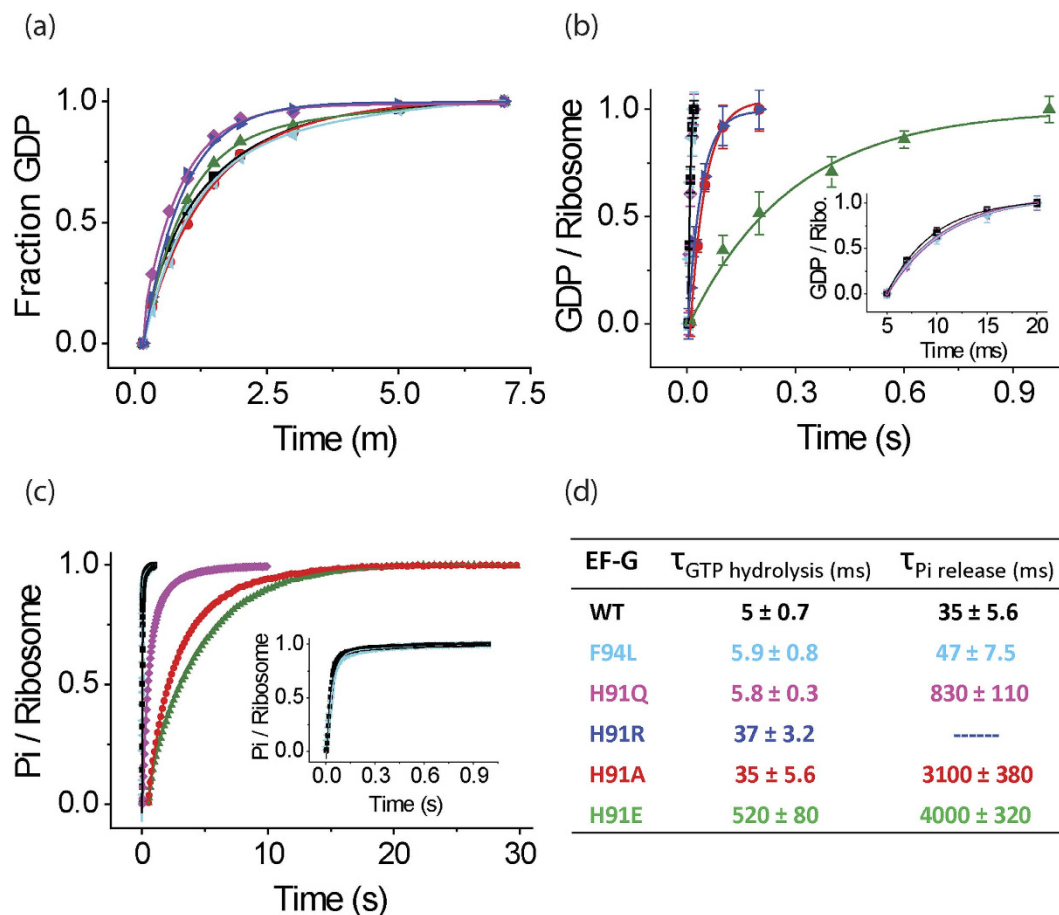 (a)
Fraction GDP
1.0
0.5
0.0
0.0 2.5 5.0 7.5
Time (m)
(b)
GDP / Ribosome
1.0
0.5
0.0
0.0 0.3 0.6 0.9
Time (s)
GDP / Ribo.
1.0
0.5
0.0
5 10 15 20
Time (ms)
(c)
Pi / Ribosome
1.0
0.5
0.0
0 10 20 30
Time (s)
Pi / Ribosome
1.0
0.5
0.0
0.0 0.3 0.6 0.9
Time (s)
(d)
EF-G τGTP hydrolysis (ms) τPi release (ms)
WT 5 ± 0.7 35 ± 5.6
F94L 5.9 ± 0.8 47 ± 7.5
H91Q 5.8 ± 0.3 830 ± 110
H91R 37 ± 3.2 ------
H91A 35 ± 5.6 3100 ± 380
H91E 520 ± 80 4000 ± 320